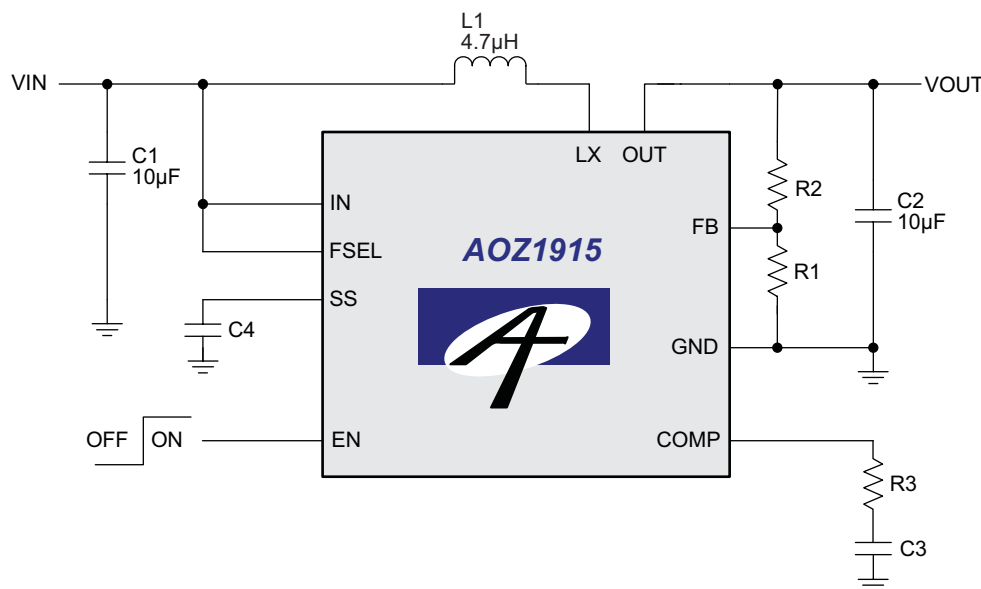 L1
4.7µH
VIN
VOUT
C1
10µF
LX OUT
IN
FSEL
SS
C4
AOZ1915
FB
R2
R1
C2
10µF
GND
OFF ON
EN
COMP
R3
C3